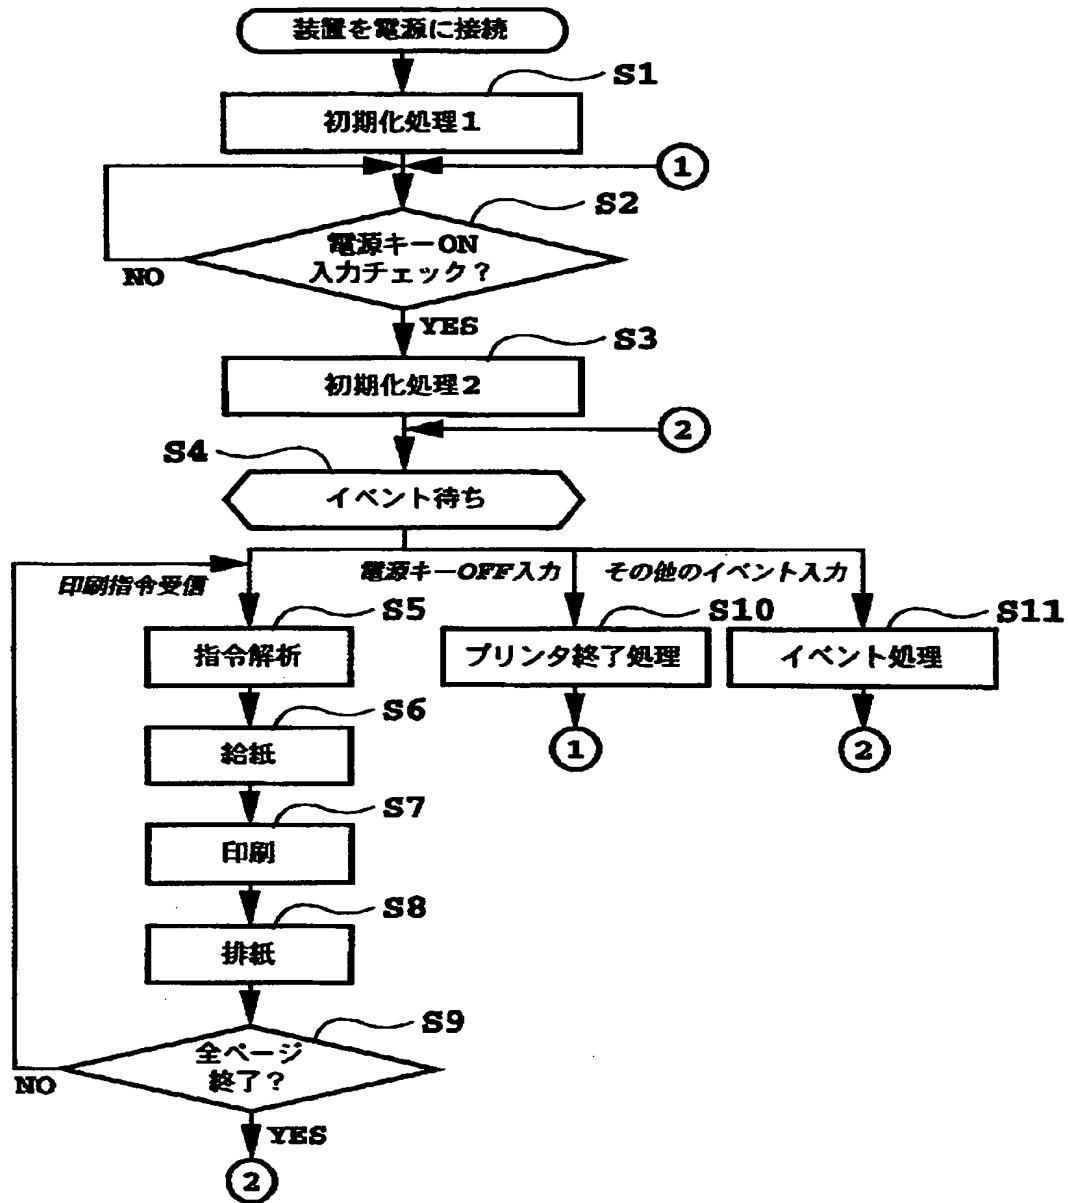 装置を電源に接続
S1
初期化処理1
1
S2
電源キーON
入力チェック?
NO
YES
S3
初期化処理2
2
S4
イベント待ち
印刷指令受信
電源キーOFF入力
その他のイベント入力
S5
S10
S11
指令解析
プリンタ終了処理
イベント処理
S6
給紙
1
2
S7
印刷
S8
排紙
S9
全ページ
終了?
NO
YES
2